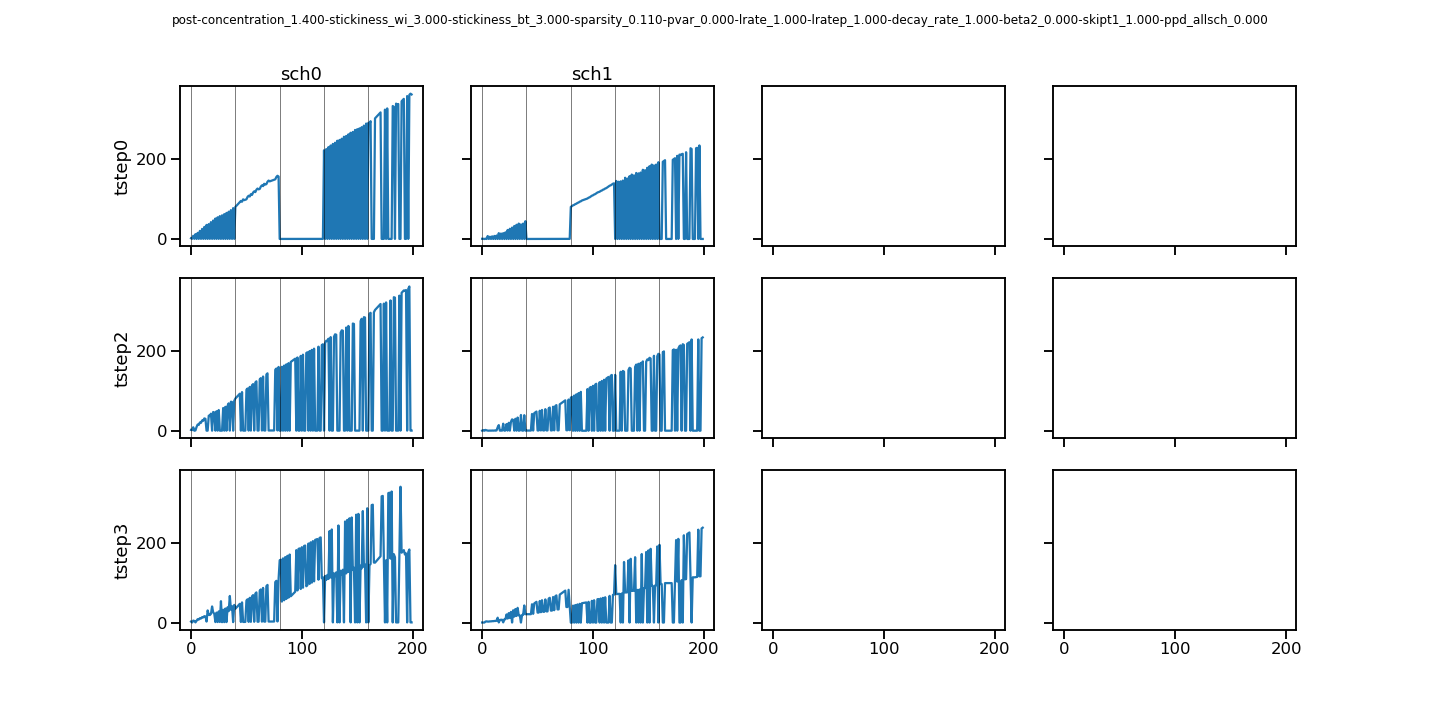 post-concentration_1.400-stickiness_wi_3.000-stickiness_bt_3.000-sparsity_0.110-pvar_0.000-lrate_1.000-lratep_1.000-decay_rate_1.000-beta2_0.000-skipt1_1.000-ppd_allsch_0.000
sch0 sch1
tstep0
200
0
tstep2
200
0
tstep3
200
0
0 100 200 0 100 200 0 100 200 0 100 200